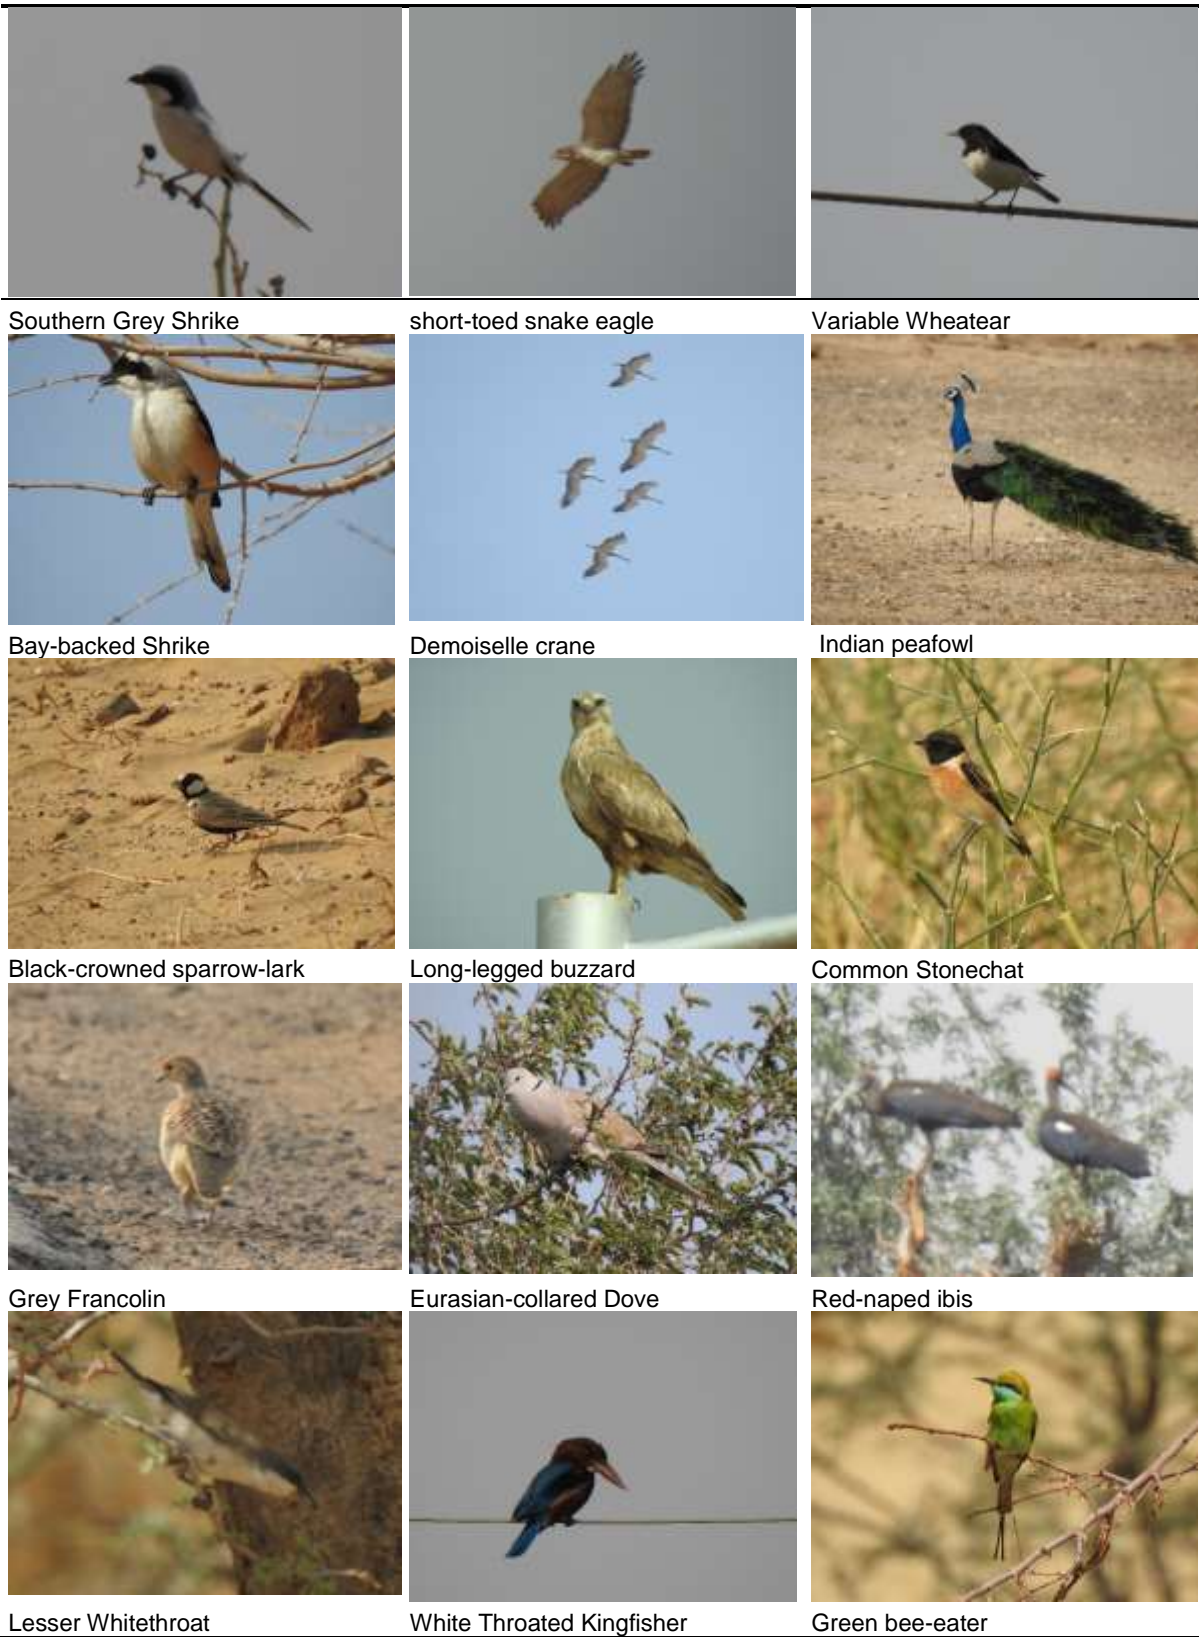 Southern Grey Shrike
short-toed snake eagle
Variable Wheatear
Bay-backed Shrike
Demoiselle crane
Indian peafowl
Black-crowned sparrow-lark
Long-legged buzzard
Common Stonechat
Grey Francolin
Eurasian-collared Dove
Red-naped ibis
Lesser Whitethroat
White Throated Kingfisher
Green bee-eater